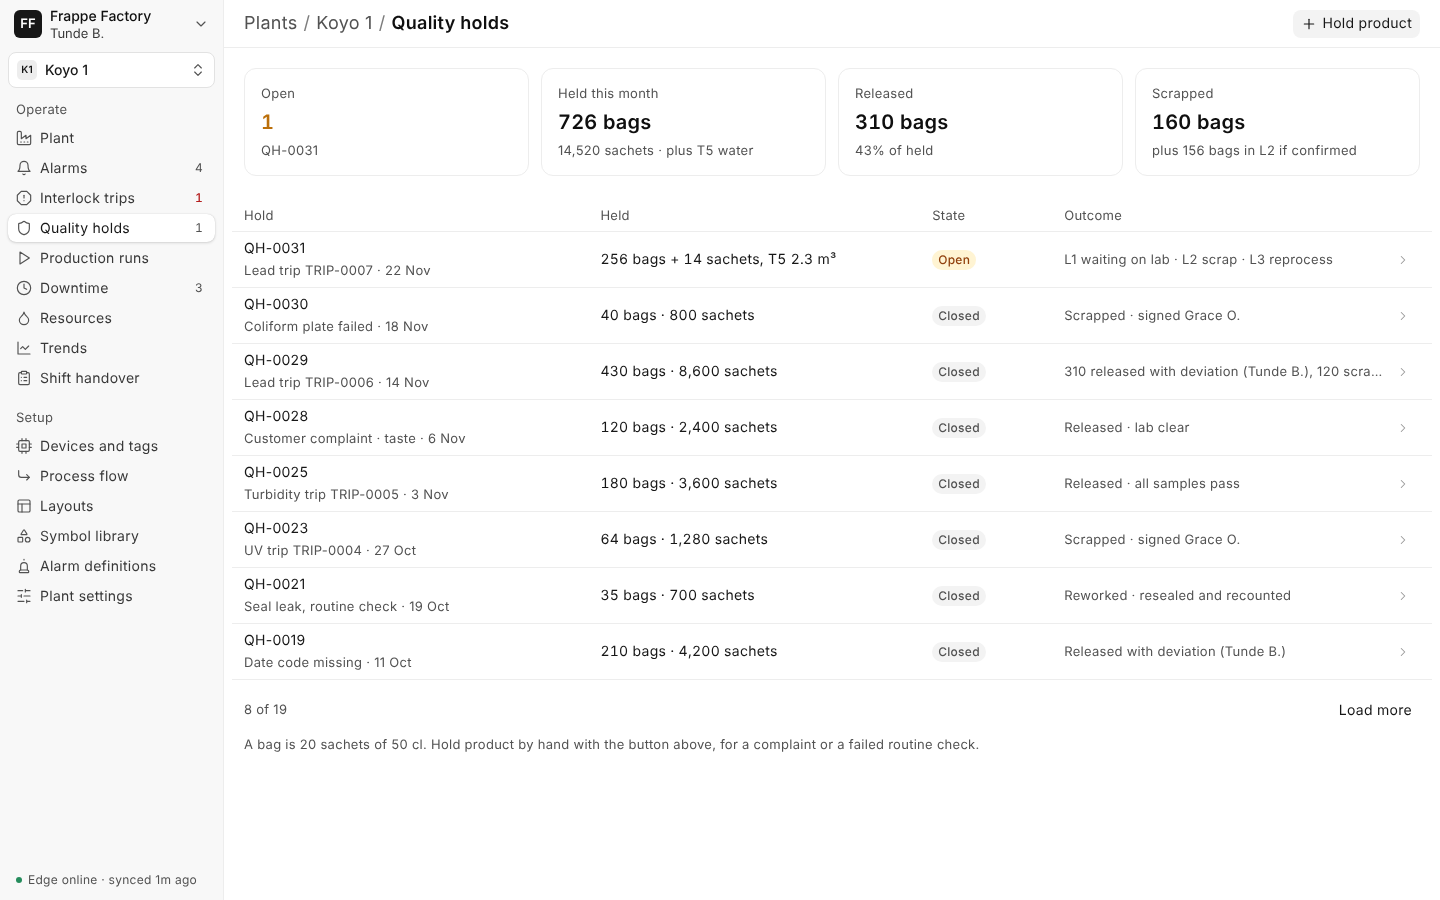 FF
Frappe Factory
Tunde B.
K1 Koyo 1
Operate
Plant
Alarms 4
Interlock trips 1
Quality holds 1
Production runs
Downtime 3
Resources
Trends
Shift handover
Setup
Devices and tags
Process flow
Layouts
Symbol library
Alarm definitions
Plant settings
Edge online · synced 1m ago
Plants / Koyo 1 / Quality holds
+ Hold product
Open
1
QH-0031
Held this month
726 bags
14,520 sachets · plus T5 water
Released
310 bags
43% of held
Scrapped
160 bags
plus 156 bags in L2 if confirmed
Hold Held State Outcome
QH-0031
Lead trip TRIP-0007 · 22 Nov
256 bags + 14 sachets, T5 2.3 m³
Open
L1 waiting on lab · L2 scrap · L3 reprocess
QH-0030
Coliform plate failed · 18 Nov
40 bags · 800 sachets
Closed
Scrapped · signed Grace O.
QH-0029
Lead trip TRIP-0006 · 14 Nov
430 bags · 8,600 sachets
Closed
310 released with deviation (Tunde B.), 120 scra...
QH-0028
Customer complaint · taste · 6 Nov
120 bags · 2,400 sachets
Closed
Released · lab clear
QH-0025
Turbidity trip TRIP-0005 · 3 Nov
180 bags · 3,600 sachets
Closed
Released · all samples pass
QH-0023
UV trip TRIP-0004 · 27 Oct
64 bags · 1,280 sachets
Closed
Scrapped · signed Grace O.
QH-0021
Seal leak, routine check · 19 Oct
35 bags · 700 sachets
Closed
Reworked · resealed and recounted
QH-0019
Date code missing · 11 Oct
210 bags · 4,200 sachets
Closed
Released with deviation (Tunde B.)
8 of 19
Load more
A bag is 20 sachets of 50 cl. Hold product by hand with the button above, for a complaint or a failed routine check.